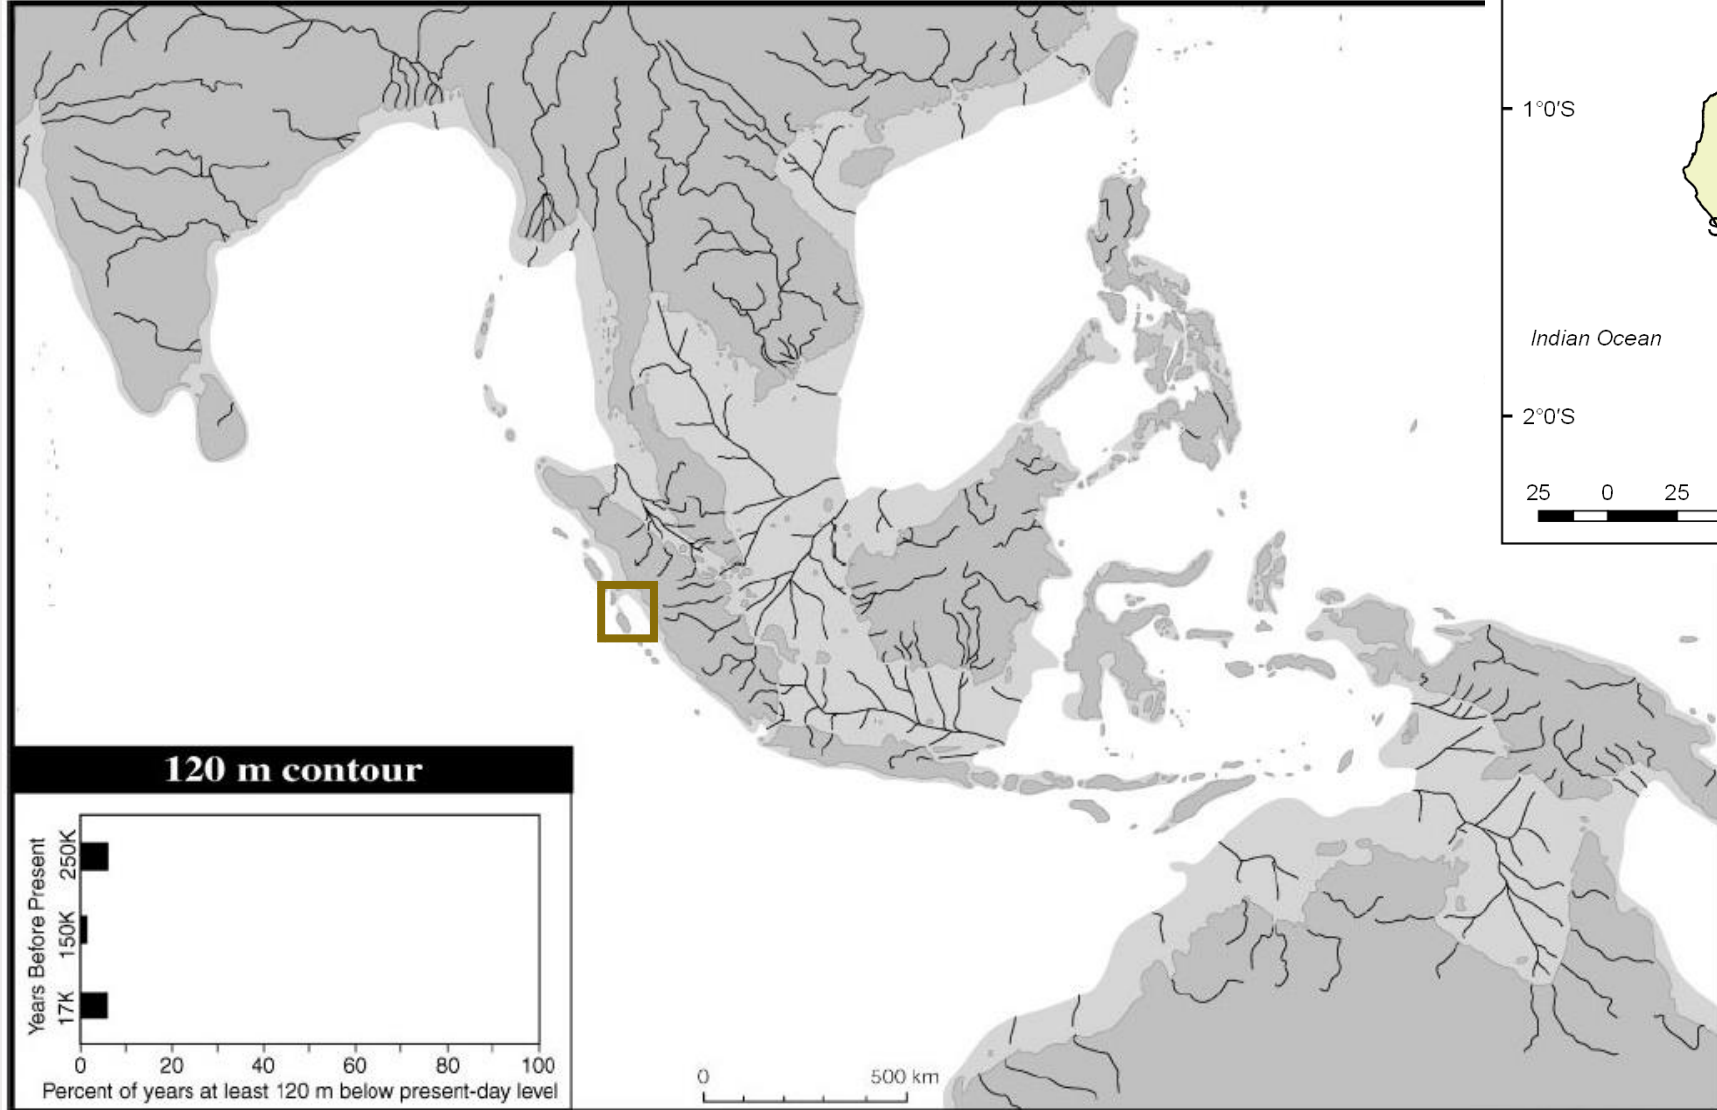 120 m contour
Years Before Present
250K
150K
17K
0 20 40 60 80 100
Percent of years at least 120 m below present-day level
0 500 km
1°0'S
Indian Ocean
2°0'S
25 0 25